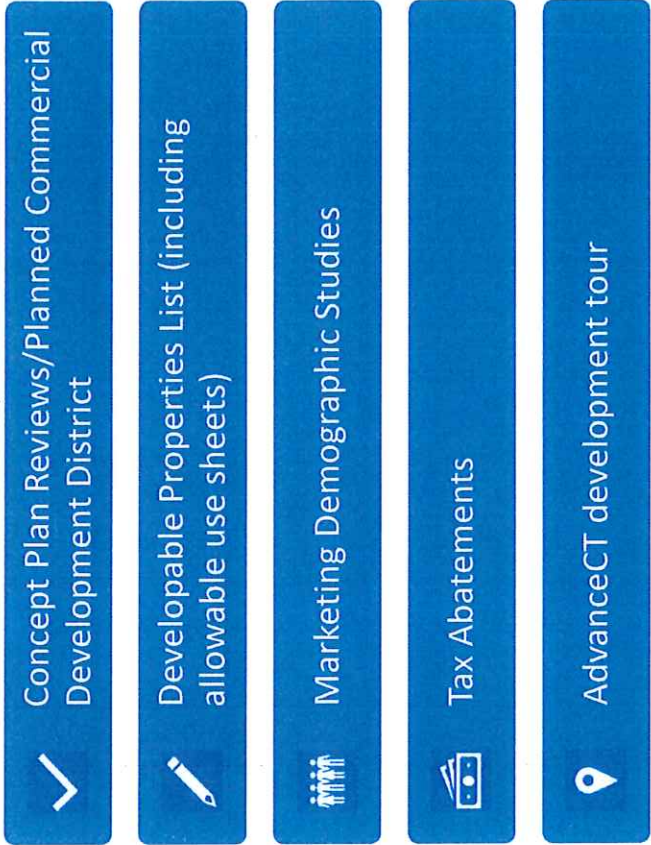 Concept Plan Reviews/Planned Commercial
Development District
Developable Properties List (including
allowable use sheets)
Marketing Demographic Studies
Tax Abatements
AdvanceCT development tour